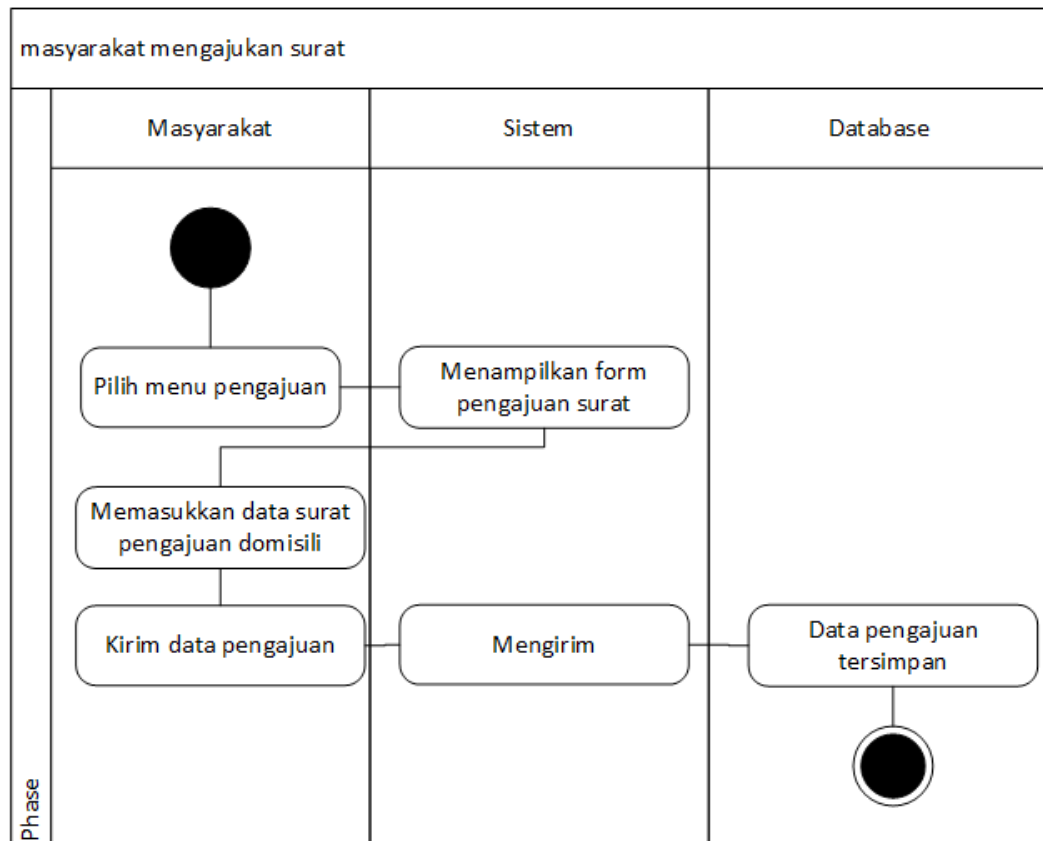 masyarakat mengajukan surat
Masyarakat
Sistem
Database
Pilih menu pengajuan
Menampilkan form
pengajuan surat
Memasukkan data surat
pengajuan domisili
Kirim data pengajuan
Mengirim
Data pengajuan
tersimpan
Phase